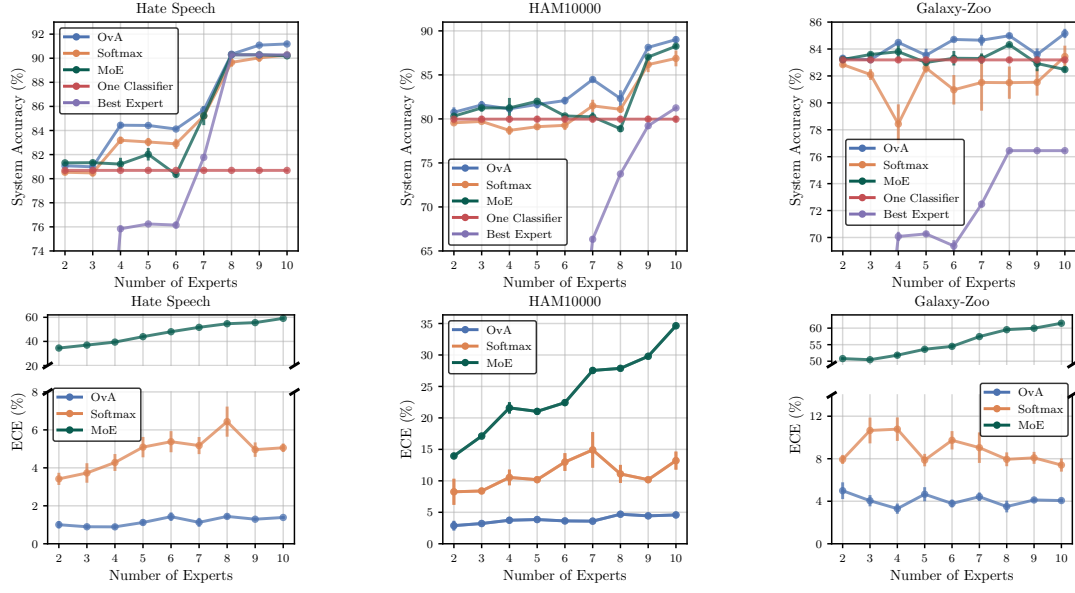 Hate Speech
System Accuracy (%)
92
90
88
86
84
82
80
78
76
74
OvA
Softmax
MoE
One Classifier
Best Expert
2 3 4 5 6 7 8 9 10
Number of Experts
HAM10000
System Accuracy (%)
90
85
80
75
70
65
OvA
Softmax
MoE
One Classifier
Best Expert
2 3 4 5 6 7 8 9 10
Number of Experts
Galaxy-Zoo
System Accuracy (%)
86
84
82
80
78
76
74
72
70
OvA
Softmax
MoE
One Classifier
Best Expert
2 3 4 5 6 7 8 9 10
Number of Experts
Hate Speech
ECE (%)
60
40
20
8
6
4
2
0
OvA
Softmax
MoE
2 3 4 5 6 7 8 9 10
Number of Experts
HAM10000
ECE (%)
35
30
25
20
15
10
5
0
OvA
Softmax
MoE
2 3 4 5 6 7 8 9 10
Number of Experts
Galaxy-Zoo
ECE (%)
60
55
50
12
8
4
0
OvA
Softmax
MoE
2 3 4 5 6 7 8 9 10
Number of Experts